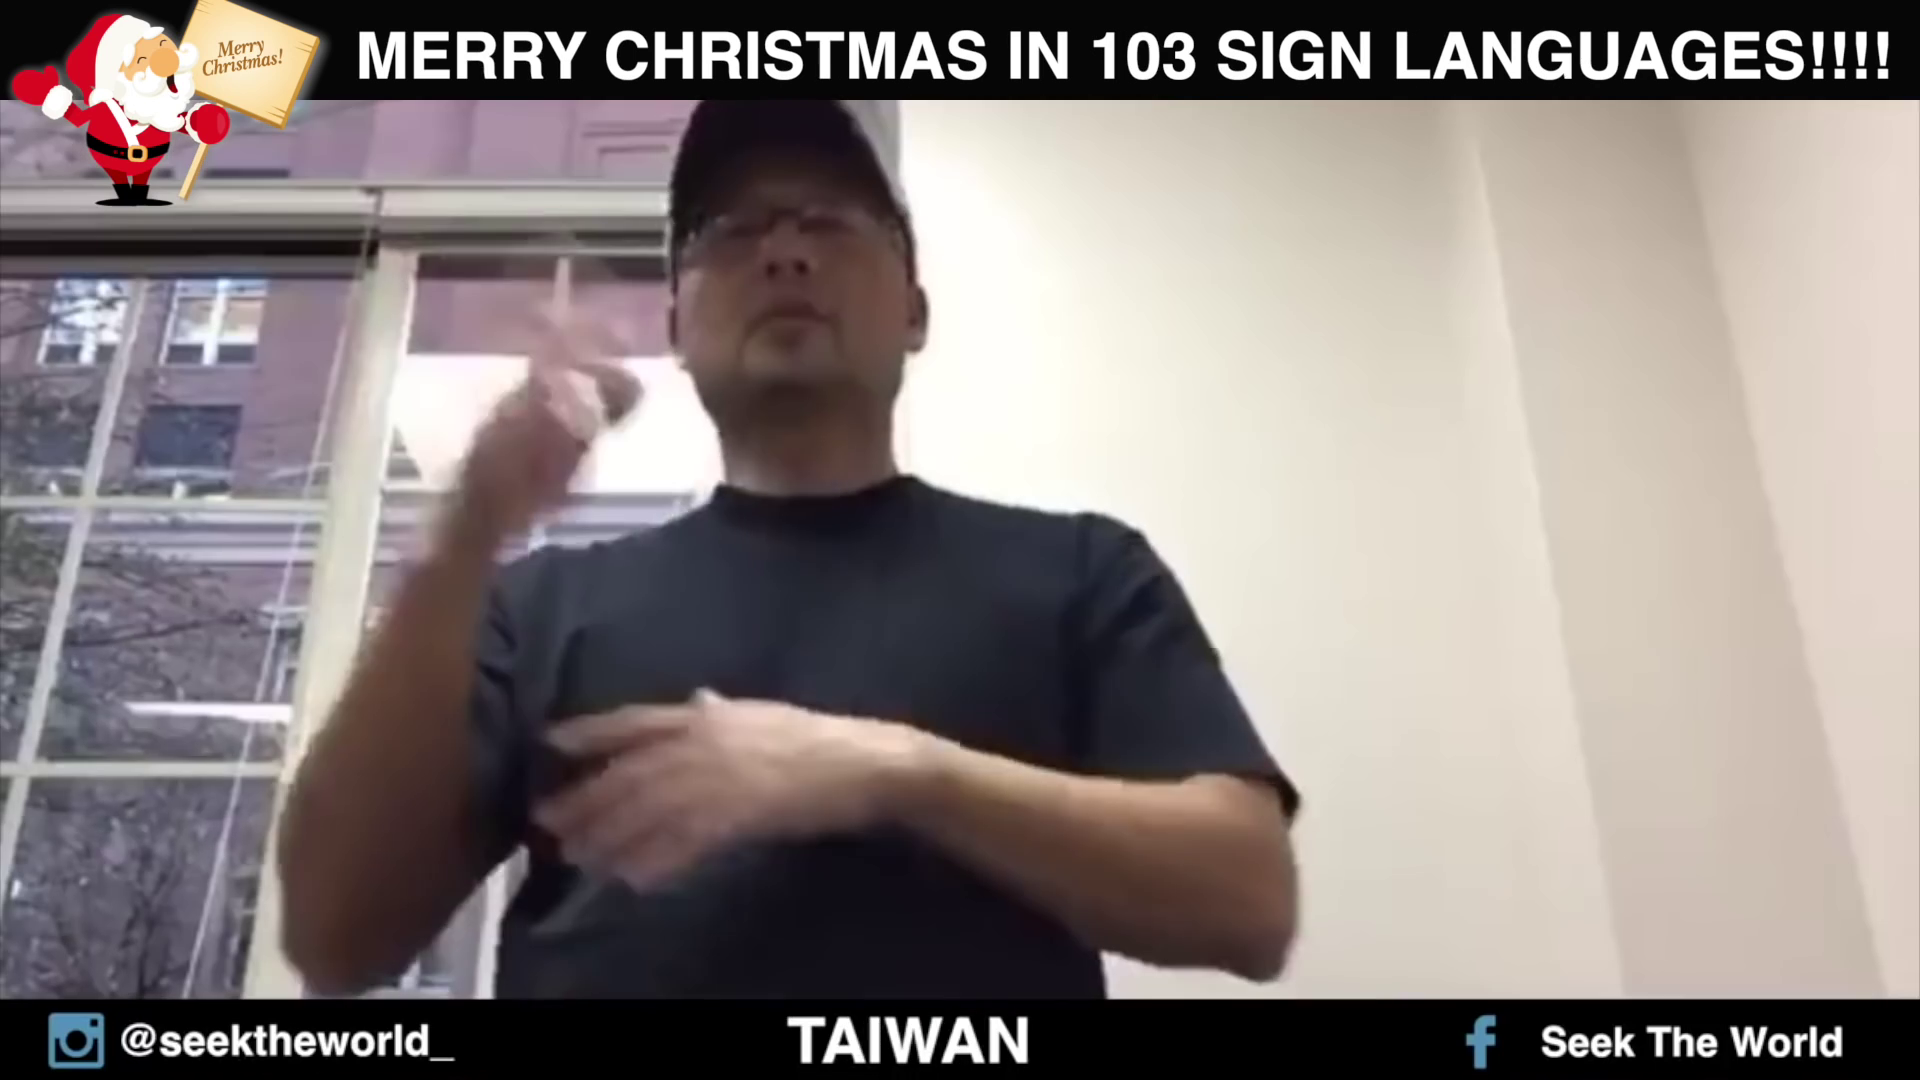 Merry
Christmas!
MERRY CHRISTMAS IN 103 SIGN LANGUAGES!!!!
@seektheworld_
TAIWAN
Seek The World